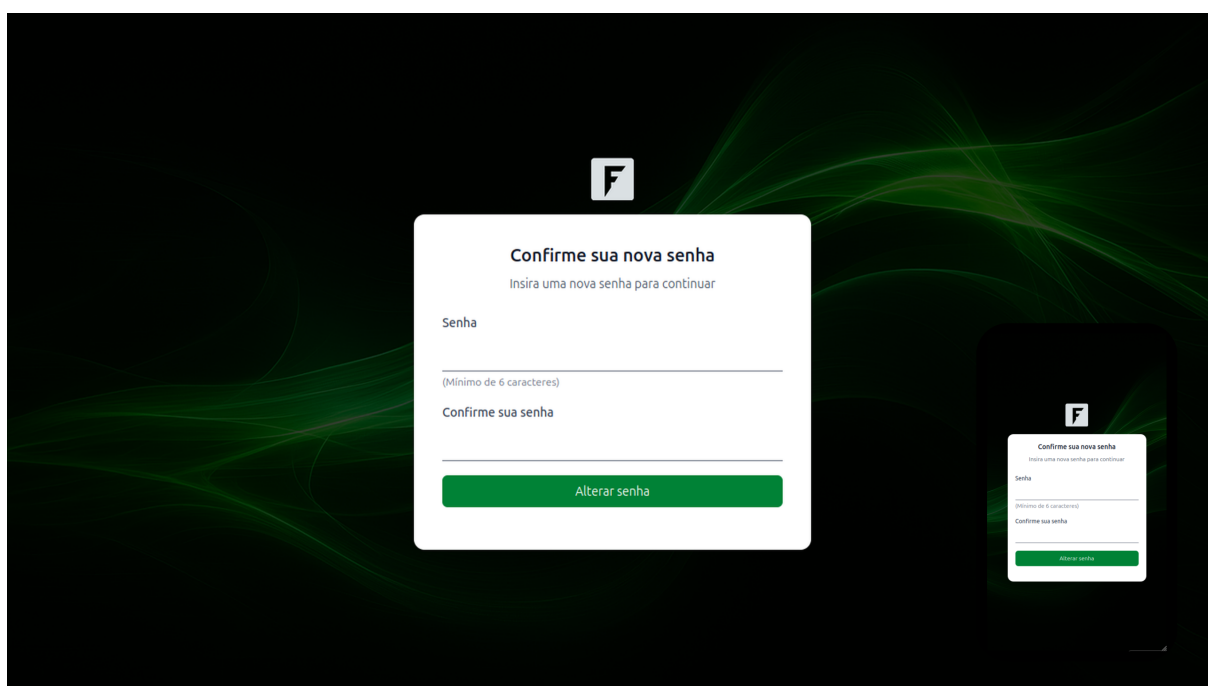 F
Confirme sua nova senha
Insira uma nova senha para continuar
Senha
(Mínimo de 6 caracteres)
Confirme sua senha
Alterar senha
F
Confirme sua nova senha
Insira uma nova senha para continuar
Senha
(Mínimo de 6 caracteres)
Confirme sua senha
Alterar senha